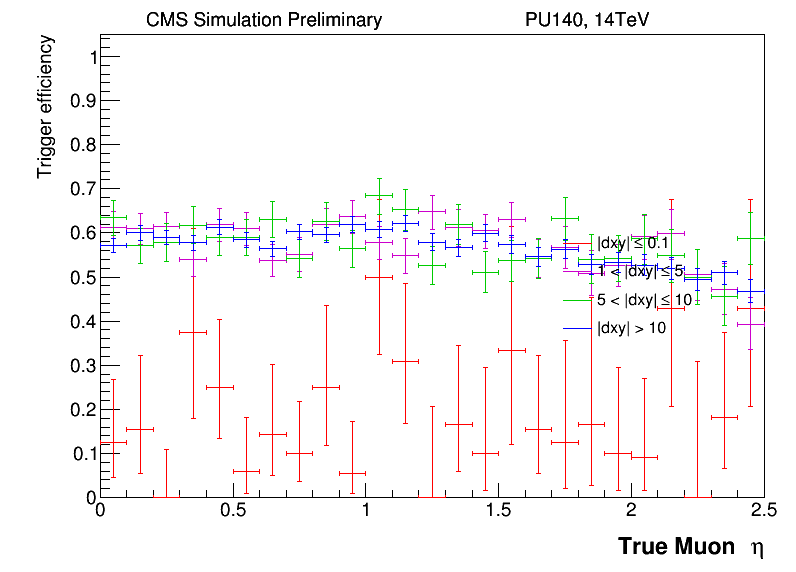 CMS Simulation Preliminary PU140, 14TeV
Trigger efficiency
1
0.9
0.8
0.7
0.6
0.5
0.4
0.3
0.2
0.1
0
|dxy| ≤ 0.1
1 < |dxy| ≤ 5
5 < |dxy| ≤ 10
|dxy| > 10
0 0.5 1 1.5 2 2.5
True Muon η